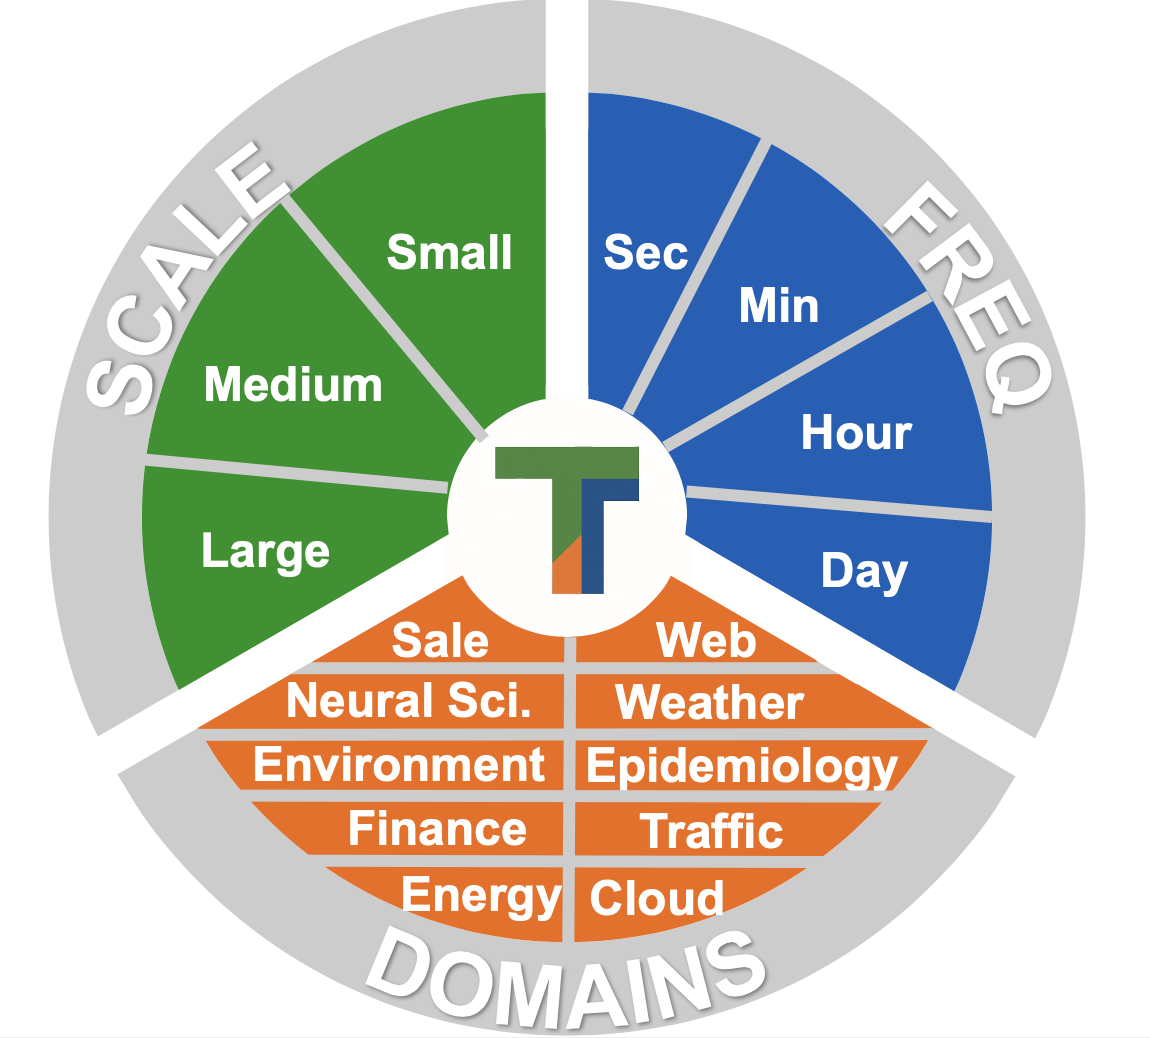 SCALE
Small
Medium
Large
FREQ
Sec
Min
Hour
Day
Sale
Web
Neural Sci.
Weather
Environment
Epidemiology
Finance
Traffic
Energy
Cloud
DOMAINS
T